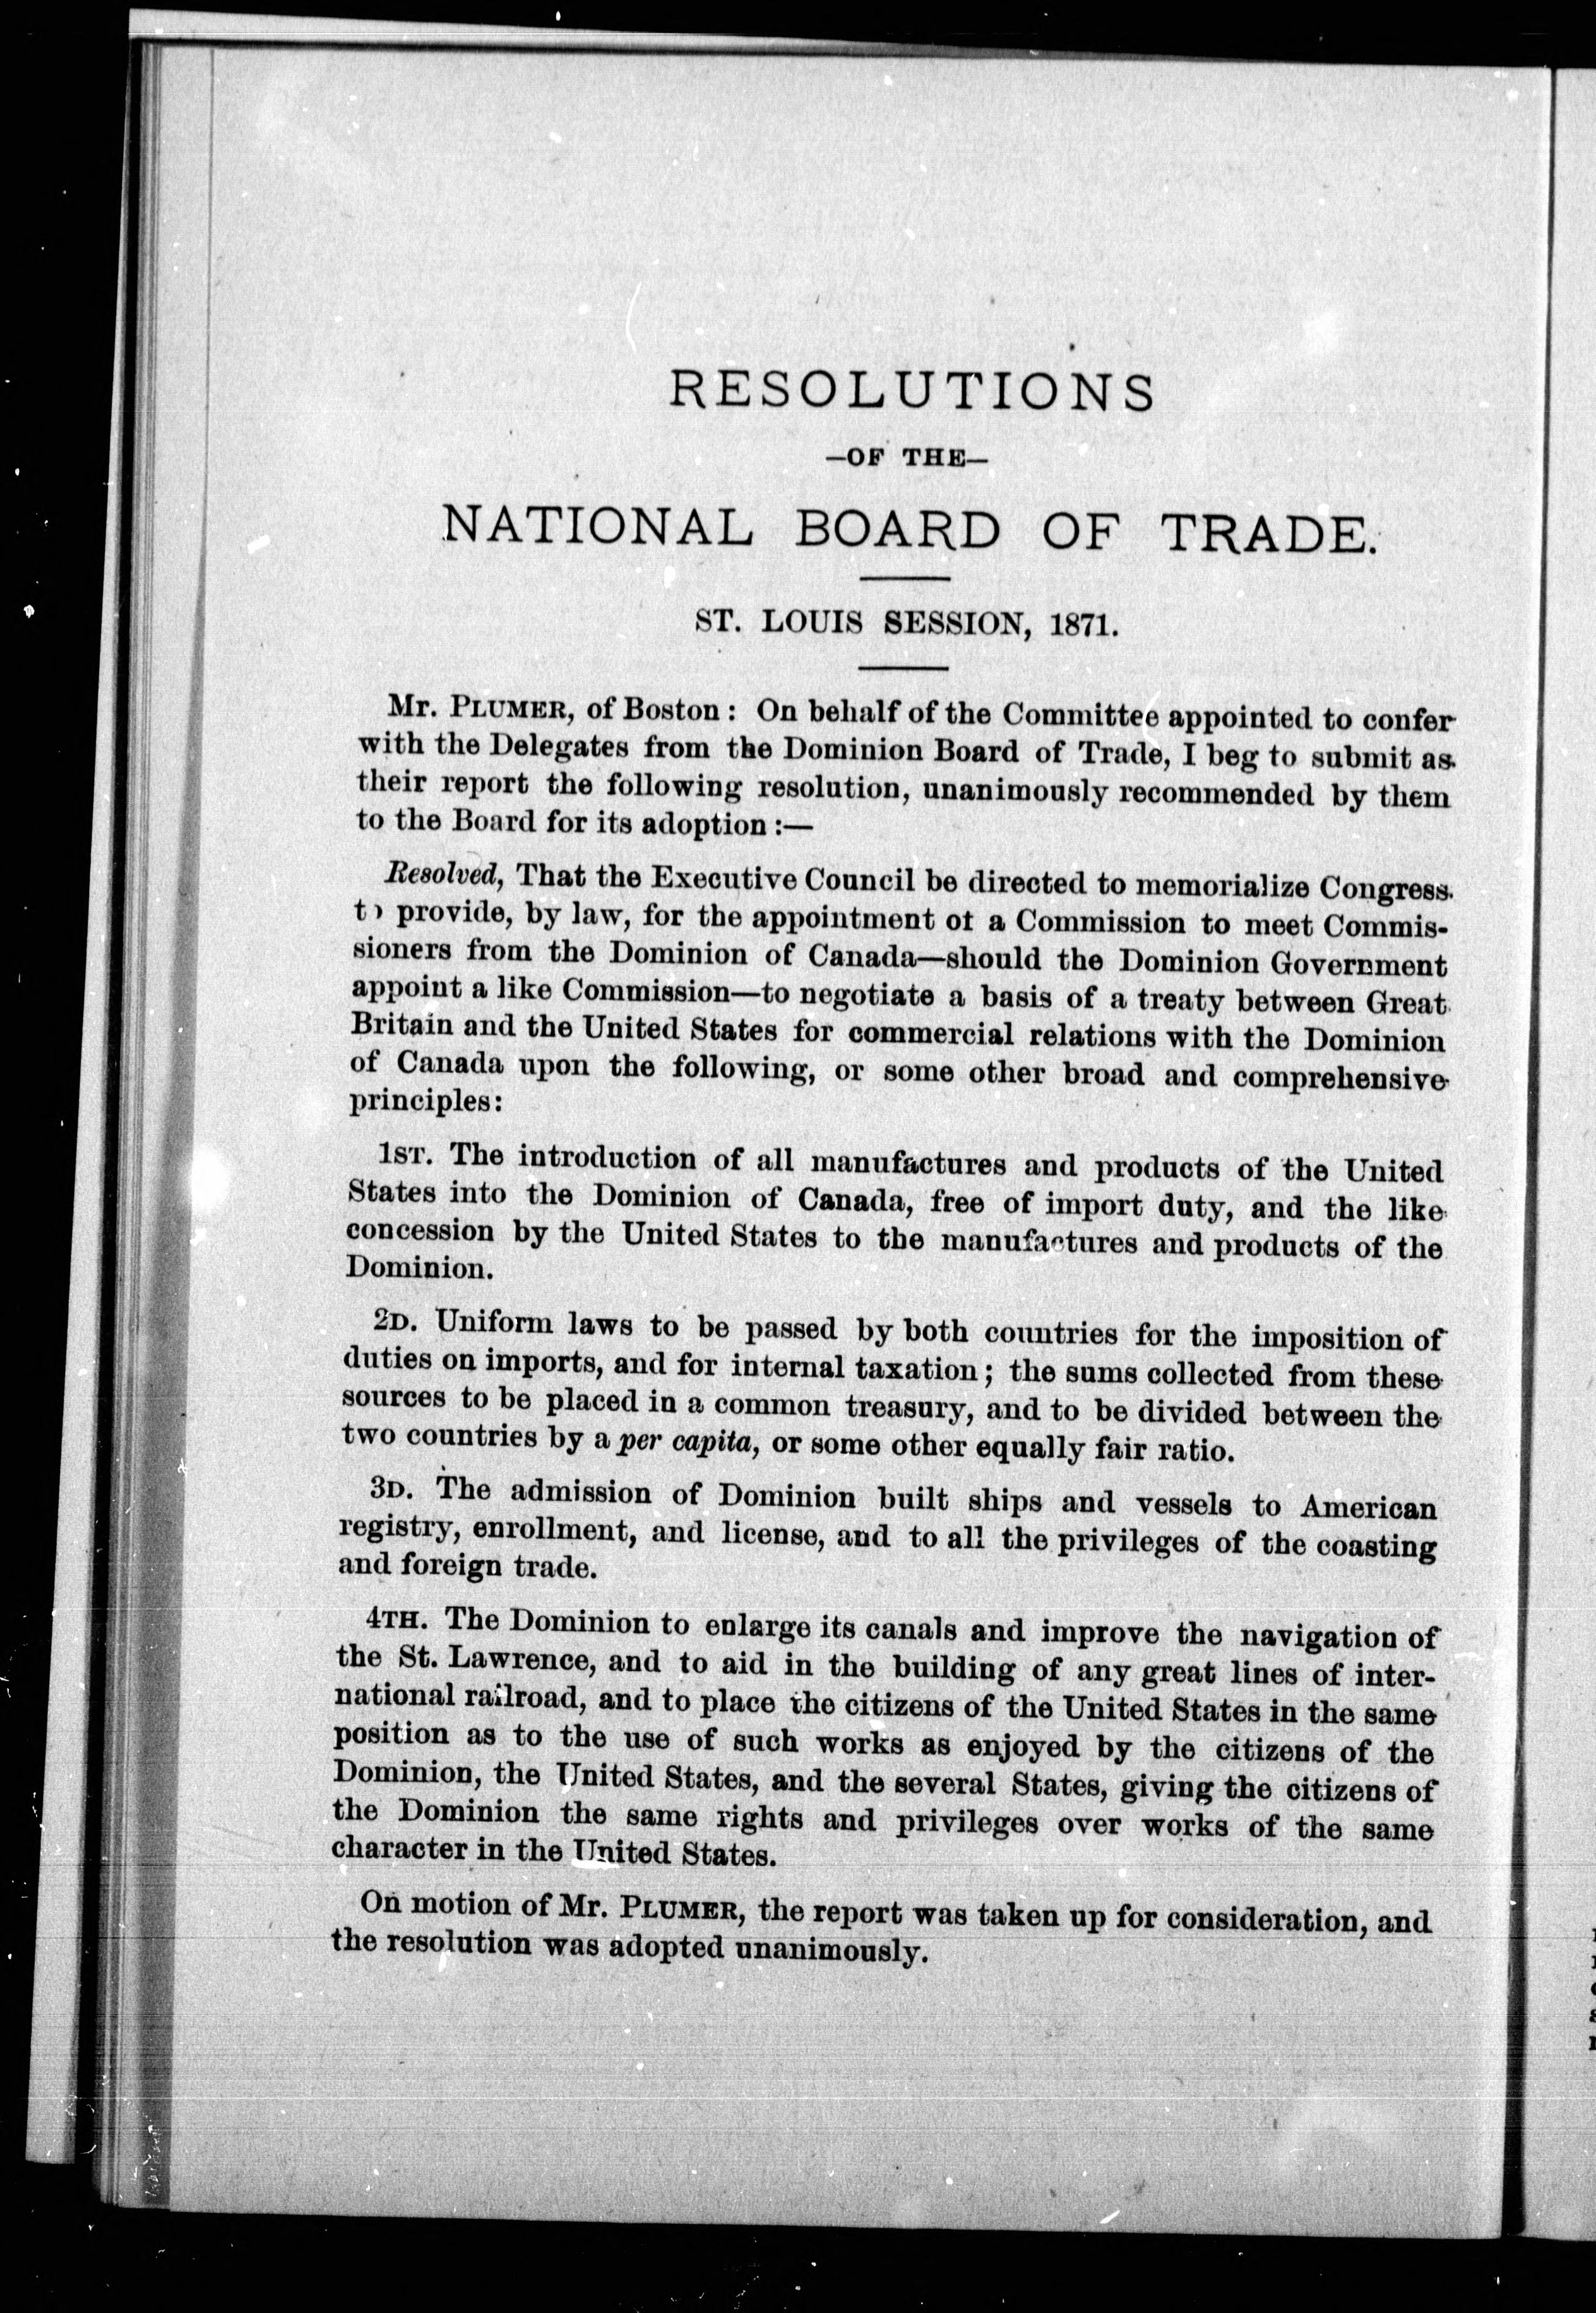 RESOLUTIONS
—OF THE—
NATIONAL BOARD OF TRADE.
ST. LOUIS SESSION, 1871.
Mr. PLUMER, of Boston: On behalf of the Committee appointed to confer
with the Delegates from the Dominion Board of Trade, I beg to submit as
their report the following resolution, unanimously recommended by them
to the Board for its adoption:—
Resolved, That the Executive Council be directed to memorialize Congress
to provide, by law, for the appointment of a Commission to meet Commis-
sioners from the Dominion of Canada—should the Dominion Government
appoint a like Commission—to negotiate a basis of a treaty between Great
Britain and the United States for commercial relations with the Dominion
of Canada upon the following, or some other broad and comprehensive
principles:
1ST. The introduction of all manufactures and products of the United
States into the Dominion of Canada, free of import duty, and the like
concession by the United States to the manufactures and products of the
Dominion.
2D. Uniform laws to be passed by both countries for the imposition of
duties on imports, and for internal taxation; the sums collected from these
sources to be placed in a common treasury, and to be divided between the
two countries by a per capita, or some other equally fair ratio.
3D. The admission of Dominion built ships and vessels to American
registry, enrollment, and license, and to all the privileges of the coasting
and foreign trade.
4TH. The Dominion to enlarge its canals and improve the navigation of
the St. Lawrence, and to aid in the building of any great lines of inter-
national railroad, and to place the citizens of the United States in the same
position as to the use of such works as enjoyed by the citizens of the
Dominion, the United States, and the several States, giving the citizens of
the Dominion the same rights and privileges over works of the same
character in the United States.
On motion of Mr. PLUMER, the report was taken up for consideration, and
the resolution was adopted unanimously.